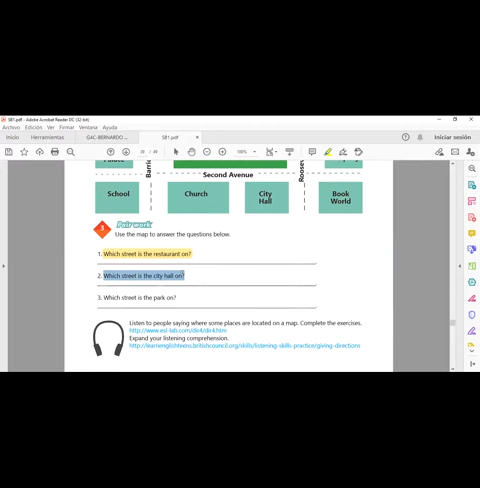 SB1.pdf - Adobe Acrobat Reader DC (32-bit)
Archivo Edición Ver Firmar Ventana Ayuda
Inicio Herramientas G4C-BERNARDO ... SB1.pdf × Iniciar sesión
100%
Second Avenue
School Church City Hall Book World
3 Pair work
Use the map to answer the questions below.
1. Which street is the restaurant on?
2. Which street is the city hall on?
3. Which street is the park on?
Listen to people saying where some places are located on a map. Complete the exercises.
http://www.esl-lab.com/dir4/dir4.htm
Expand your listening comprehension.
http://learnenglishteens.britishcouncil.org/skills/listening-skills-practice/giving-directions